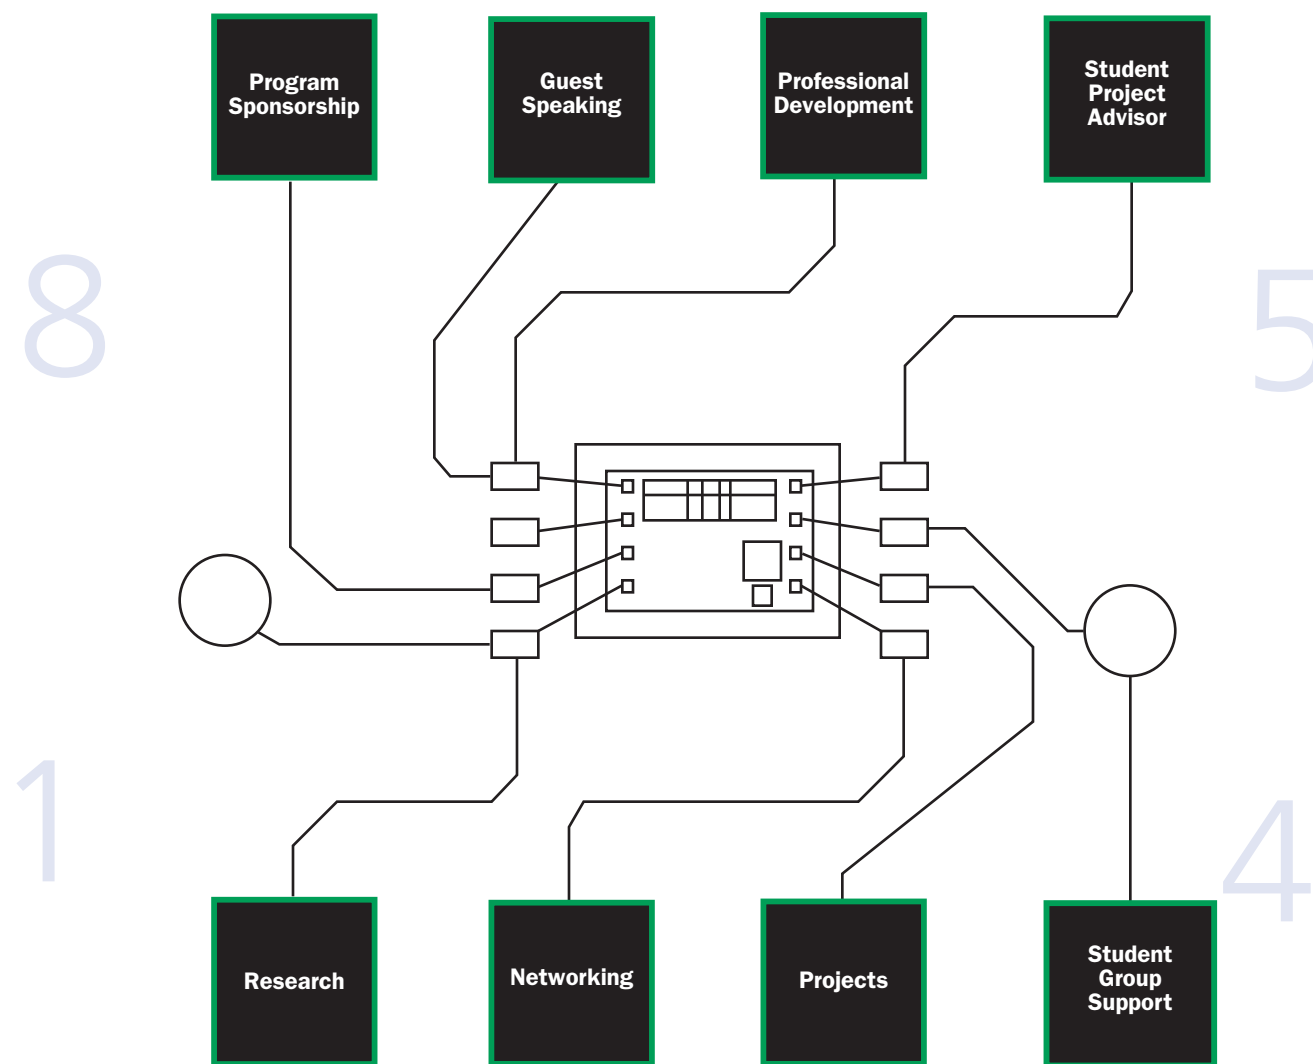 Program
Sponsorship
Guest
Speaking
Professional
Development
Student
Project
Advisor
8
5
1
4
Research
Networking
Projects
Student
Group
Support